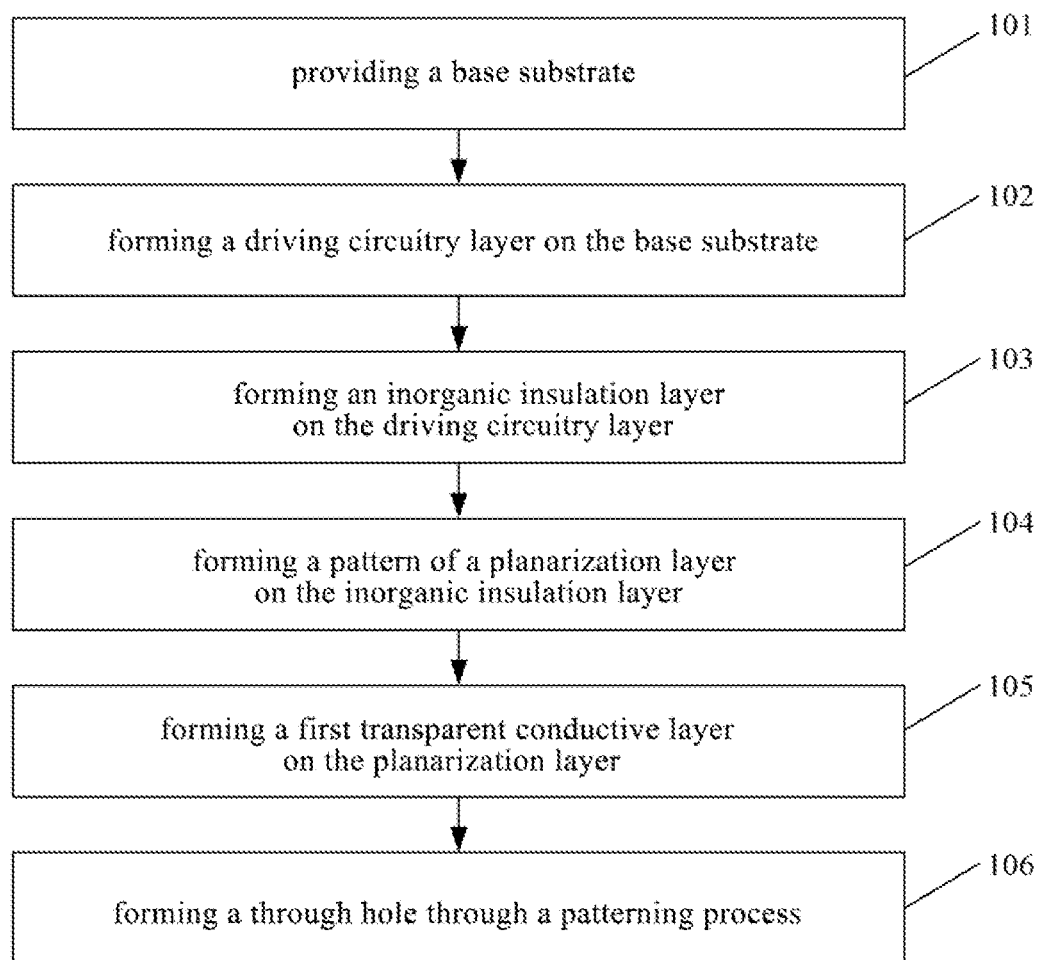 101
providing a base substrate
102
forming a driving circuitry layer on the base substrate
103
forming an inorganic insulation layer
on the driving circuitry layer
104
forming a pattern of a planarization layer
on the inorganic insulation layer
105
forming a first transparent conductive layer
on the planarization layer
106
forming a through hole through a patterning process